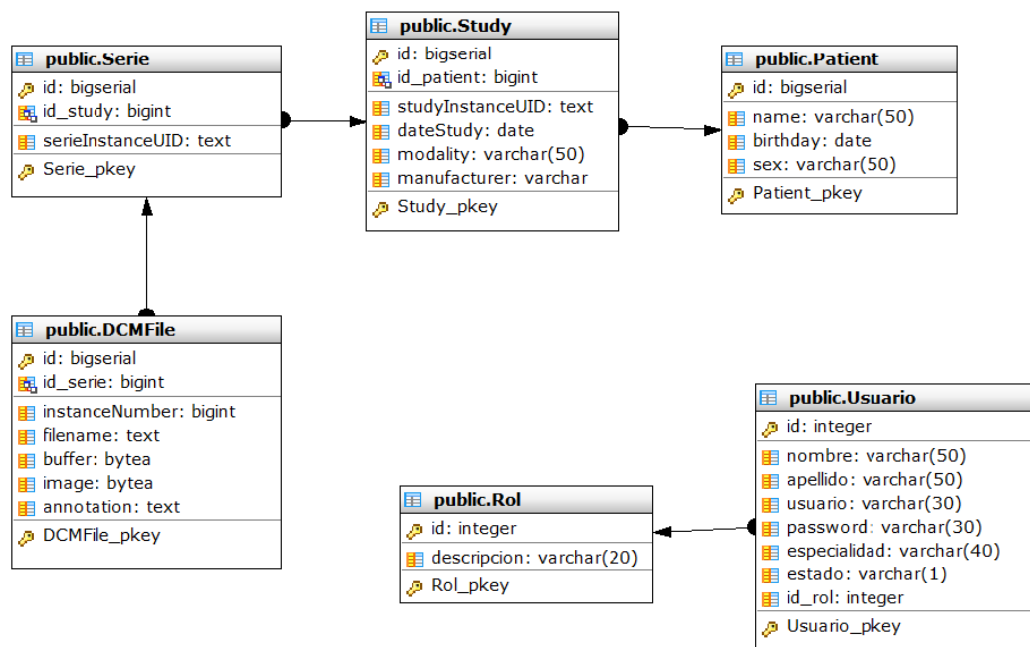 public.Serie
id: bigserial
id_study: bigint
serieInstanceUID: text
Serie_pkey
public.Study
id: bigserial
id_patient: bigint
studyInstanceUID: text
dateStudy: date
modality: varchar(50)
manufacturer: varchar
Study_pkey
public.Patient
id: bigserial
name: varchar(50)
birthday: date
sex: varchar(50)
Patient_pkey
public.DCMFile
id: bigserial
id_serie: bigint
instanceNumber: bigint
filename: text
buffer: bytea
image: bytea
annotation: text
DCMFile_pkey
public.Rol
id: integer
descripcion: varchar(20)
Rol_pkey
public.Usuario
id: integer
nombre: varchar(50)
apellido: varchar(50)
usuario: varchar(30)
password: varchar(30)
especialidad: varchar(40)
estado: varchar(1)
id_rol: integer
Usuario_pkey